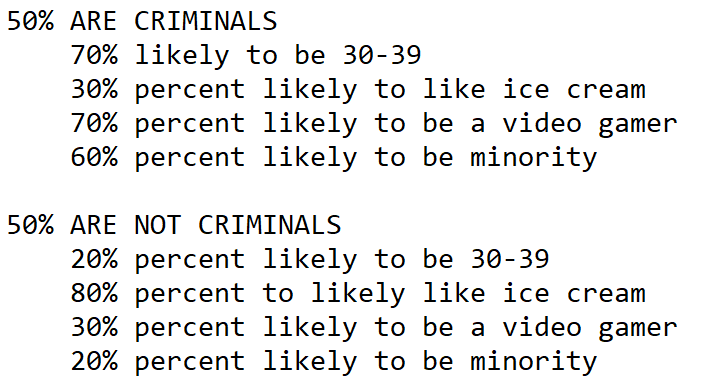 50% ARE CRIMINALS
70% likely to be 30-39
30% percent likely to like ice cream
70% percent likely to be a video gamer
60% percent likely to be minority
50% ARE NOT CRIMINALS
20% percent likely to be 30-39
80% percent to likely like ice cream
30% percent likely to be a video gamer
20% percent likely to be minority